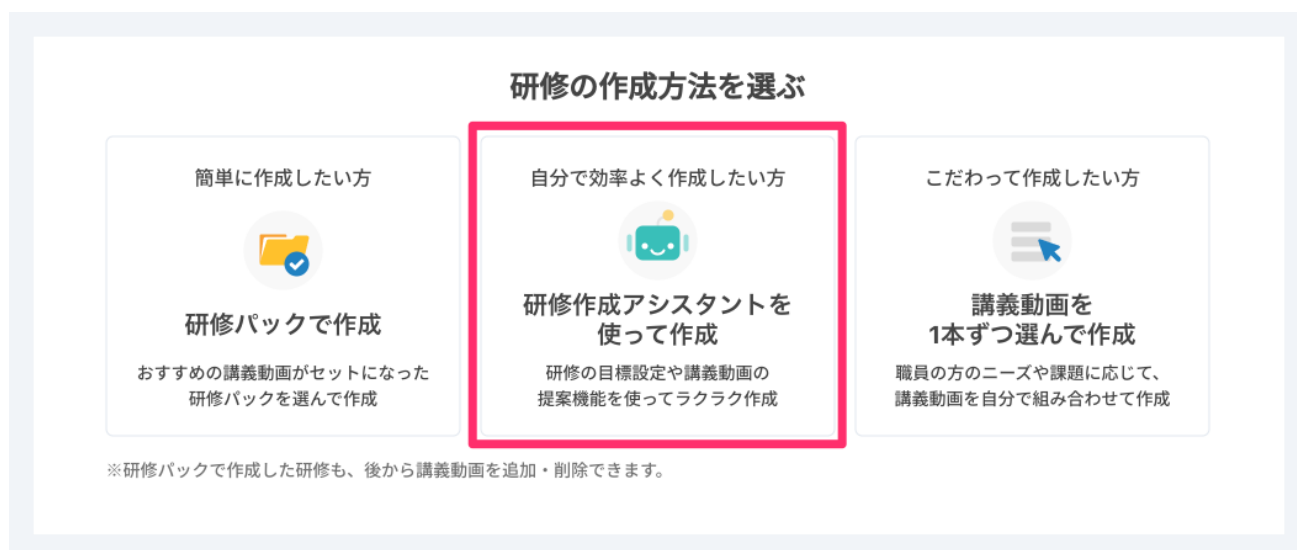 研修の作成方法を選ぶ
簡単に作成したい方
研修パックで作成
おすすめの講義動画がセットになった
研修パックを選んで作成
自分で効率よく作成したい方
研修作成アシスタントを
使って作成
研修の目標設定や講義動画の
提案機能を使ってラクラク作成
こだわって作成したい方
講義動画を
1本ずつ選んで作成
職員の方のニーズや課題に応じて、
講義動画を自分で組み合わせて作成
※研修パックで作成した研修も、後から講義動画を追加・削除できます。